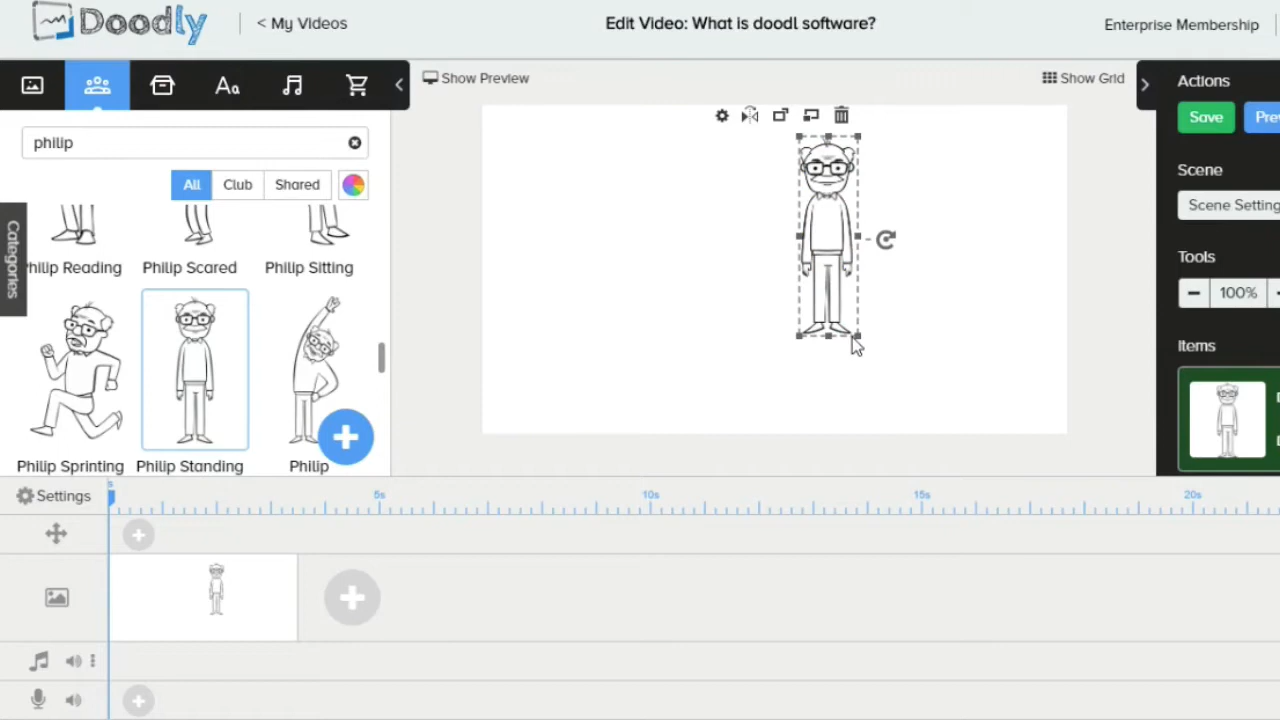 Doodly
< My Videos
Edit Video: What is doodl software?
Enterprise Membership
Show Preview
Show Grid
Actions
philip
Save
Prev
All
Club
Shared
Scene
Scene Setting
Categories
Philip Reading
Philip Scared
Philip Sitting
Tools
100%
Items
Philip Sprinting
Philip Standing
Philip
Settings
5s
10s
15s
20s